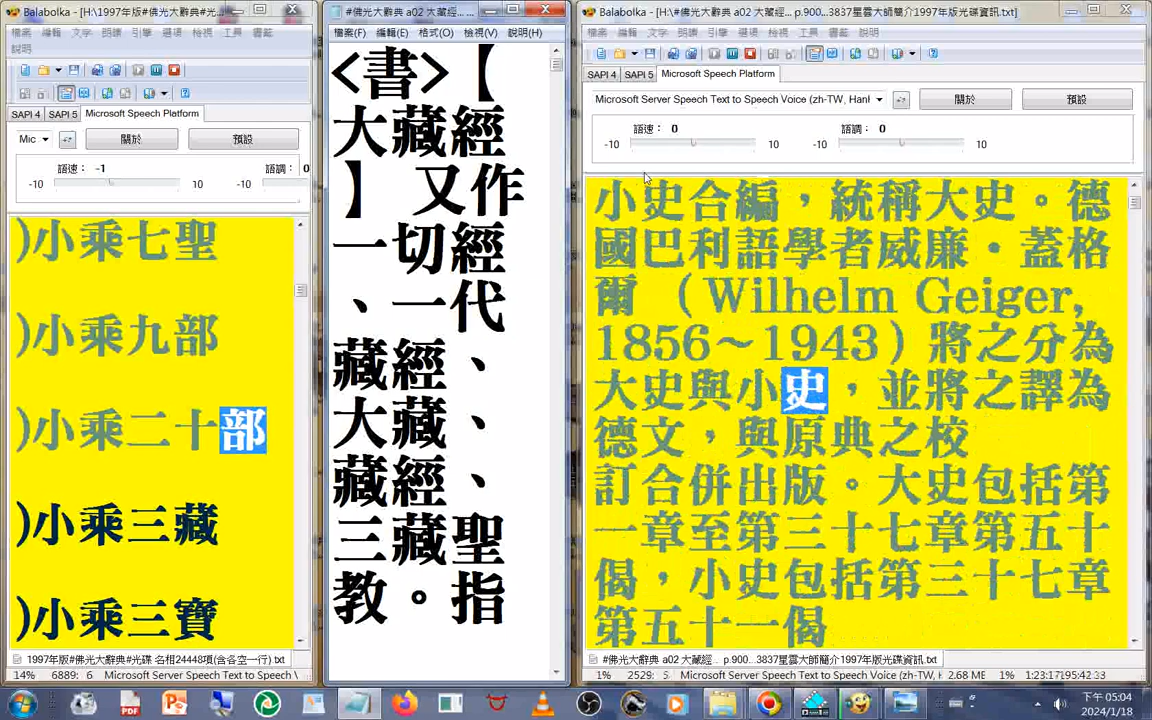 Balabolka - [H:\1997年版#佛光大辭典#光...
檔案 編輯 文字 朗讀 引擎 選項 檢視 工具 書籤
說明
SAPI 4 SAPI 5 Microsoft Speech Platform
Mic 關於 預設
語速： -1 語調： 0
-10 10 -10
)小乘七聖
)小乘九部
)小乘二十部
)小乘三藏
)小乘三寶
1997年版#佛光大辭典#光碟 名相24448項(含各空一行).txt
14% 6889: 6 Microsoft Server Speech Text to Speech \
#佛光大辭典 a02 大藏經... ...
檔案(F) 編輯(E) 格式(O) 檢視(V) 說明(H)
<書>【
大藏經
】 又作
一切經
、一代
藏經、
大藏、
藏經、
三藏聖
教。指
Balabolka - [H:\#佛光大辭典 a02 大藏經... p.900...3837星雲大師簡介1997年版光碟資訊.txt]
檔案 編輯 文字 朗讀 引擎 選項 檢視 工具 書籤 說明
SAPI 4 SAPI 5 Microsoft Speech Platform
Microsoft Server Speech Text to Speech Voice (zh-TW, Hanl 關於 預設
語速： 0 語調： 0
-10 10 -10 10
小史合編，統稱大史。德
國巴利語學者威廉・蓋格
爾 （Wilhelm Geiger,
1856～1943）將之分為
大史與小史，並將之譯為
德文，與原典之校
訂合併出版。大史包括第
一章至第三十七章第五十
偈，小史包括第三十七章
第五十一偈
#佛光大辭典 a02 大藏經... p.900...3837星雲大師簡介1997年版光碟資訊.txt
1% 2529: 5 Microsoft Server Speech Text to Speech Voice (zh-TW, 2.68 ME 1% 1:23:17\95:42:33
下午 05:04
2024/1/18